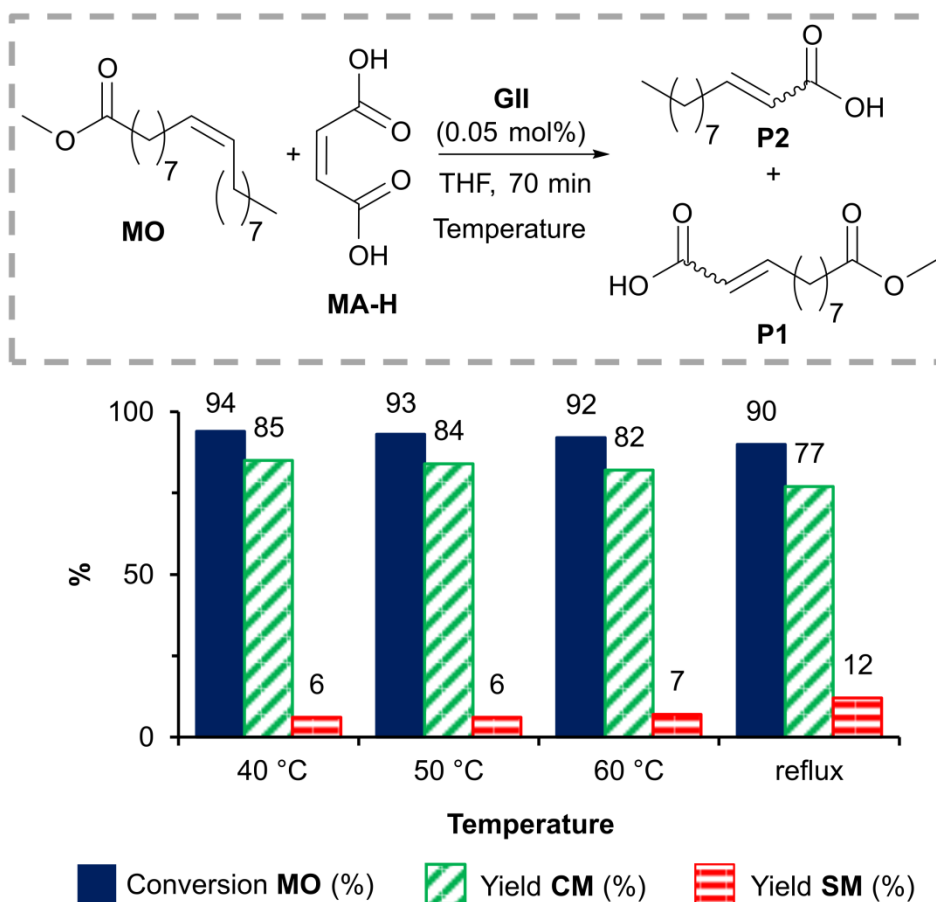 O
O
7
7
MO
+
OH
O
O
OH
MA-H
GII
(0.05 mol%)
THF, 70 min
Temperature
O
OH
7
P2
+
O
HO
O
O
7
P1
100
50
0
%
94
85
6
93
84
6
92
82
7
90
77
12
40 °C
50 °C
60 °C
reflux
Temperature
Conversion MO (%)
Yield CM (%)
Yield SM (%)